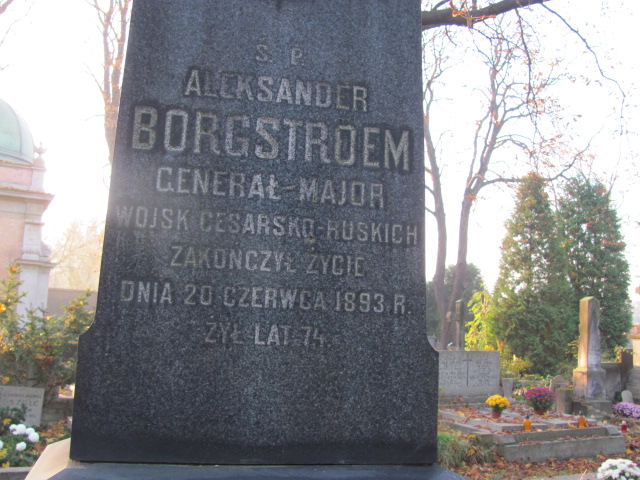 Ś. P.
ALEKSANDER
BORGSTROEM
GENERAŁ-MAJOR
WOJSK CESARSKO-RUSKICH
ZAKOŃCZYŁ ŻYCIE
DNIA 20 CZERWCA 1893 R.
ŻYŁ LAT 74.